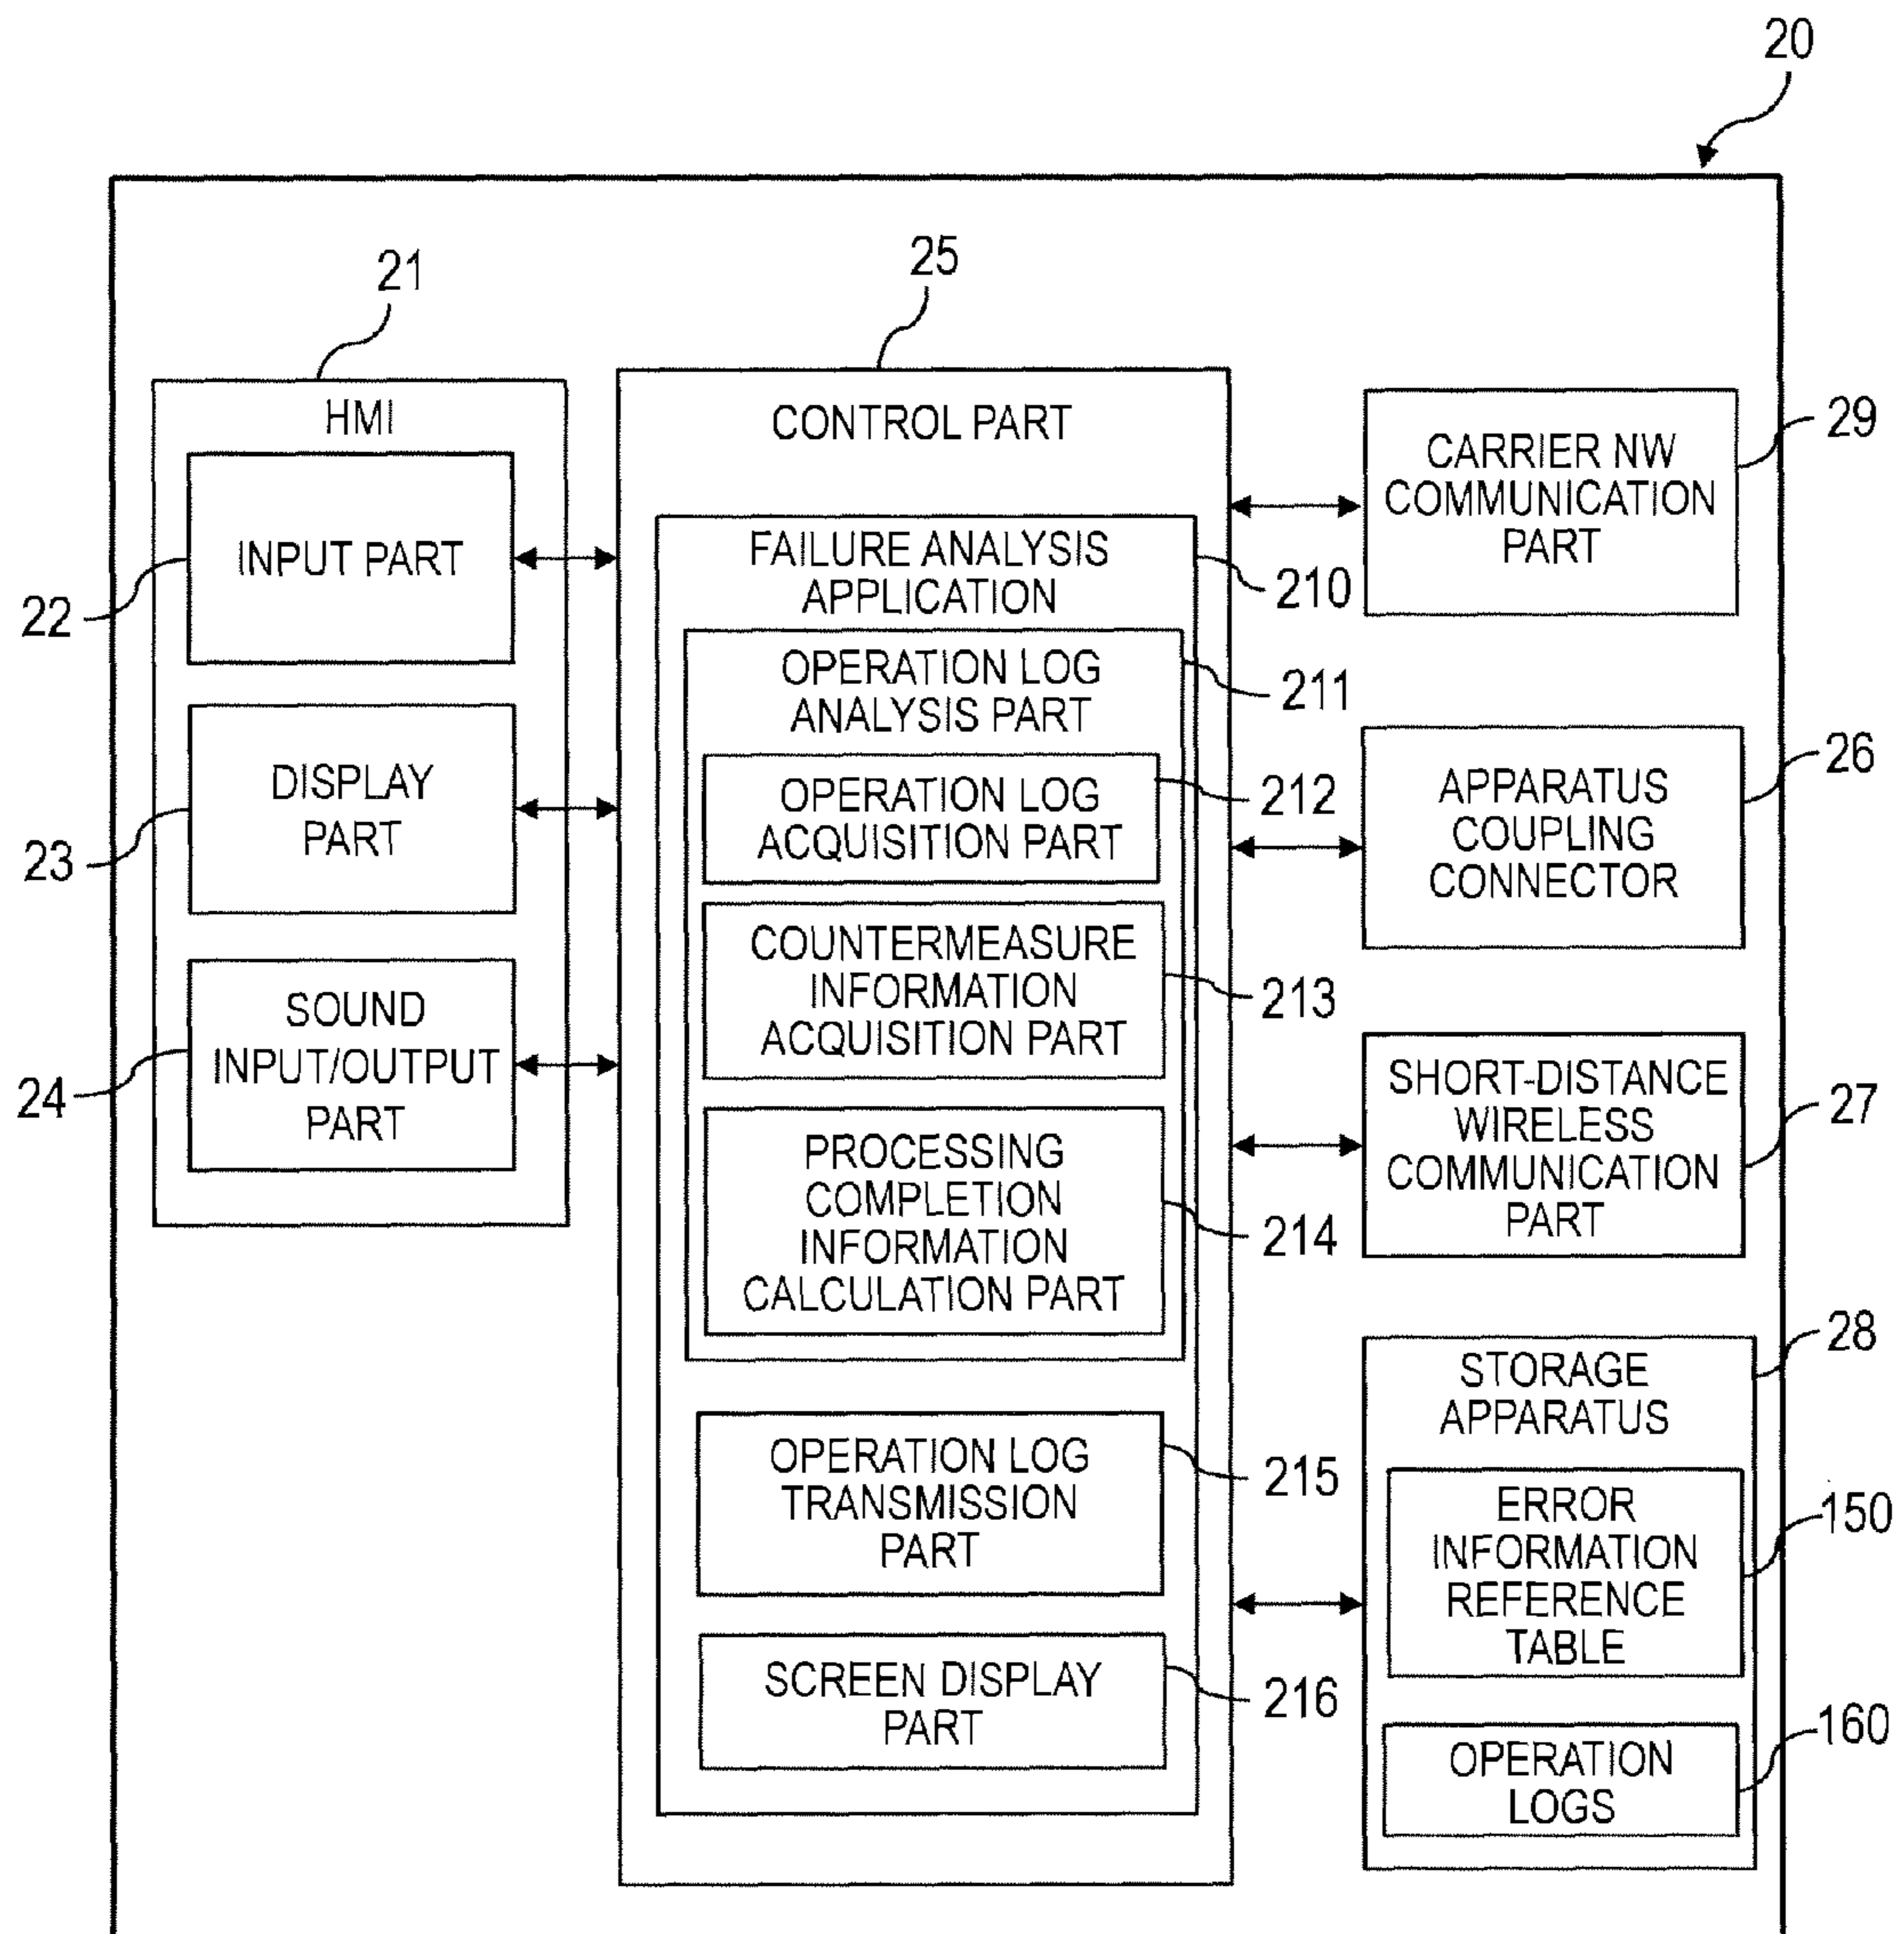 20
21
HMI
INPUT PART
22
DISPLAY
PART
23
SOUND
INPUT/OUTPUT
PART
24
25
CONTROL PART
FAILURE ANALYSIS
APPLICATION
210
OPERATION LOG
ANALYSIS PART
211
OPERATION LOG
ACQUISITION PART
212
COUNTERMEASURE
INFORMATION
ACQUISITION PART
213
PROCESSING
COMPLETION
INFORMATION
CALCULATION PART
214
OPERATION LOG
TRANSMISSION
PART
215
SCREEN DISPLAY
PART
216
CARRIER NW
COMMUNICATION
PART
29
APPARATUS
COUPLING
CONNECTOR
26
SHORT-DISTANCE
WIRELESS
COMMUNICATION
PART
27
STORAGE
APPARATUS
28
ERROR
INFORMATION
REFERENCE
TABLE
150
OPERATION
LOGS
160